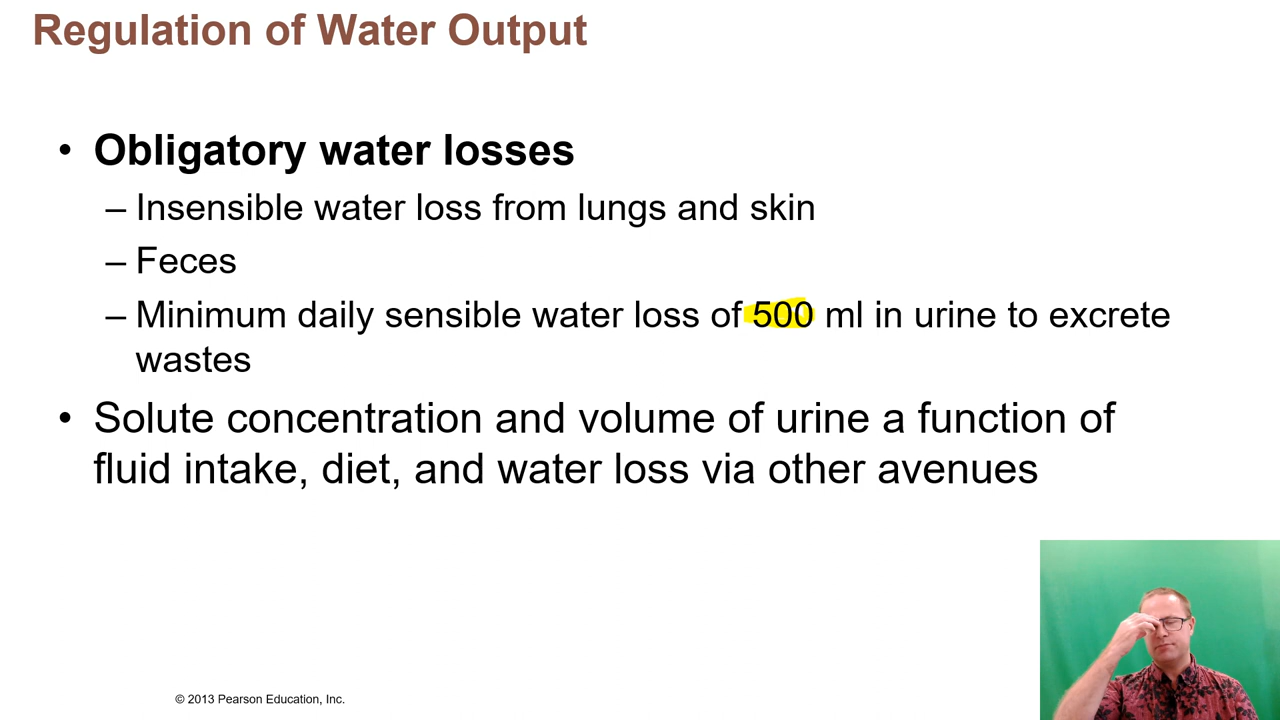 Regulation of Water Output
• Obligatory water losses
– Insensible water loss from lungs and skin
– Feces
– Minimum daily sensible water loss of 500 ml in urine to excrete
wastes
• Solute concentration and volume of urine a function of
fluid intake, diet, and water loss via other avenues
© 2013 Pearson Education, Inc.